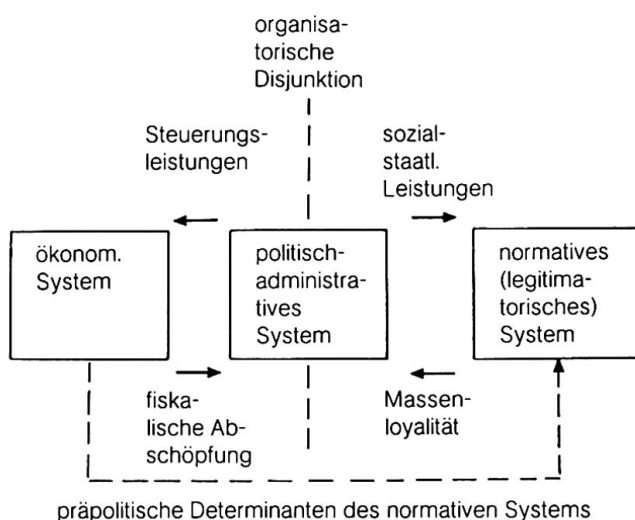 organisa-
torische
Disjunktion
Steuerungs-
leistungen
sozial-
staatl.
Leistungen
ökonom.
System
politisch-
administra-
tives
System
normatives
(legitima-
torisches)
System
fiska-
lische Ab-
schöpfung
Massen-
loyalität
präpolitische Determinanten des normativen Systems